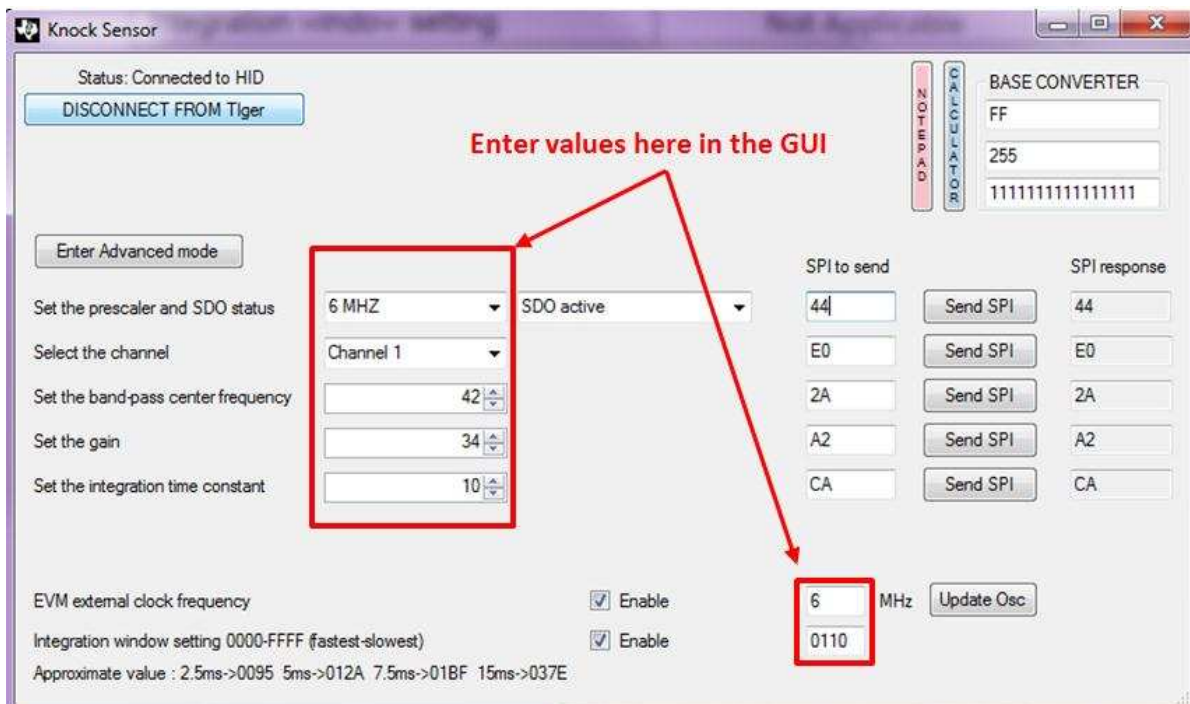 Integration window setting Not Applicable
Knock Sensor
Status: Connected to HID
DISCONNECT FROM TIger
Enter values here in the GUI
NOTEPAD
CALCULATOR
BASE CONVERTER
FF
255
1111111111111111
Enter Advanced mode
SPI to send SPI response
Set the prescaler and SDO status 6 MHZ SDO active 44 Send SPI 44
Select the channel Channel 1 E0 Send SPI E0
Set the band-pass center frequency 42 2A Send SPI 2A
Set the gain 34 A2 Send SPI A2
Set the integration time constant 10 CA Send SPI CA
EVM external clock frequency Enable 6 MHz Update Osc
Integration window setting 0000-FFFF (fastest-slowest) Enable 0110
Approximate value : 2.5ms->0095 5ms->012A 7.5ms->01BF 15ms->037E